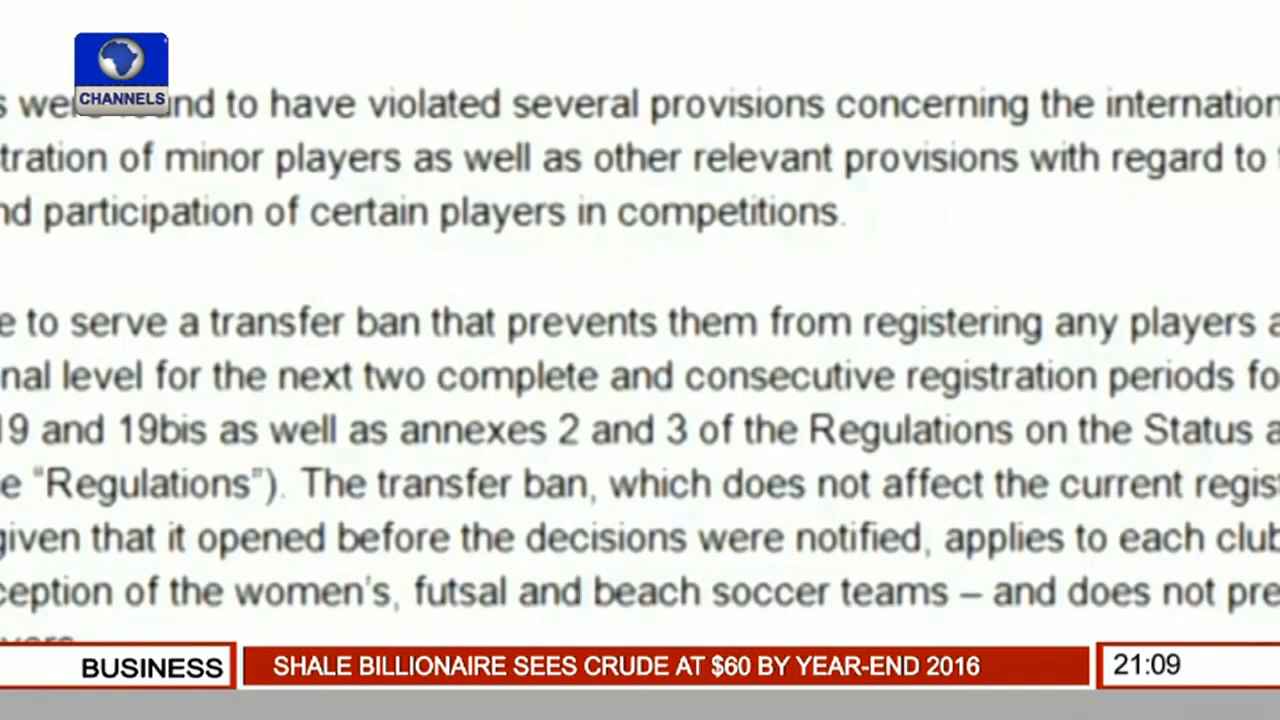 CHANNELS
to have violated several provisions concerning the internation
tration of minor players as well as other relevant provisions with regard to
nd participation of certain players in competitions.
e to serve a transfer ban that prevents them from registering any players a
nal level for the next two complete and consecutive registration periods fo
19 and 19bis as well as annexes 2 and 3 of the Regulations on the Status a
e “Regulations”). The transfer ban, which does not affect the current regis
given that it opened before the decisions were notified, applies to each club
ception of the women's, futsal and beach soccer teams – and does not pre
BUSINESS
SHALE BILLIONAIRE SEES CRUDE AT $60 BY YEAR-END 2016
21:09